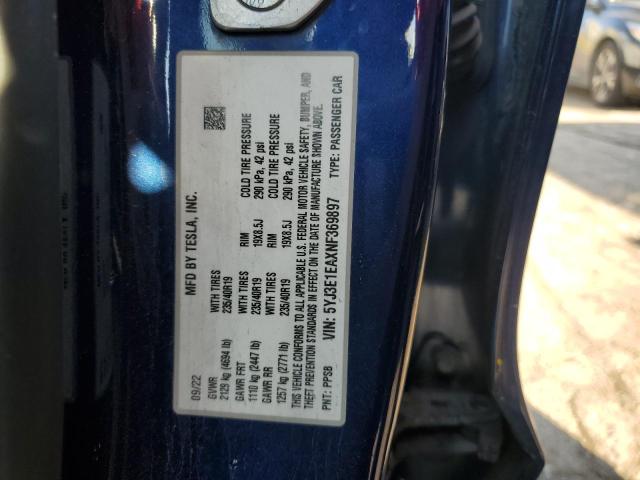 09/22 MFD BY TESLA, INC.
GVWR WITH TIRES RIM COLD TIRE PRESSURE
2129 kg (4694 lb) 235/40R19 19X8.5J 290 kPa, 42 psi
GAWR FRT WITH TIRES RIM COLD TIRE PRESSURE
1110 kg (2447 lb) 235/40R19 19X8.5J 290 kPa, 42 psi
GAWR RR
1257 kg (2771 lb) 235/40R19
THIS VEHICLE CONFORMS TO ALL APPLICABLE U.S. FEDERAL MOTOR VEHICLE SAFETY, BUMPER, AND
THEFT PREVENTION STANDARDS IN EFFECT ON THE DATE OF MANUFACTURE SHOWN ABOVE.
VIN: 5YJ3E1EAXNF369897
PNT: PPSB TYPE: PASSENGER CAR